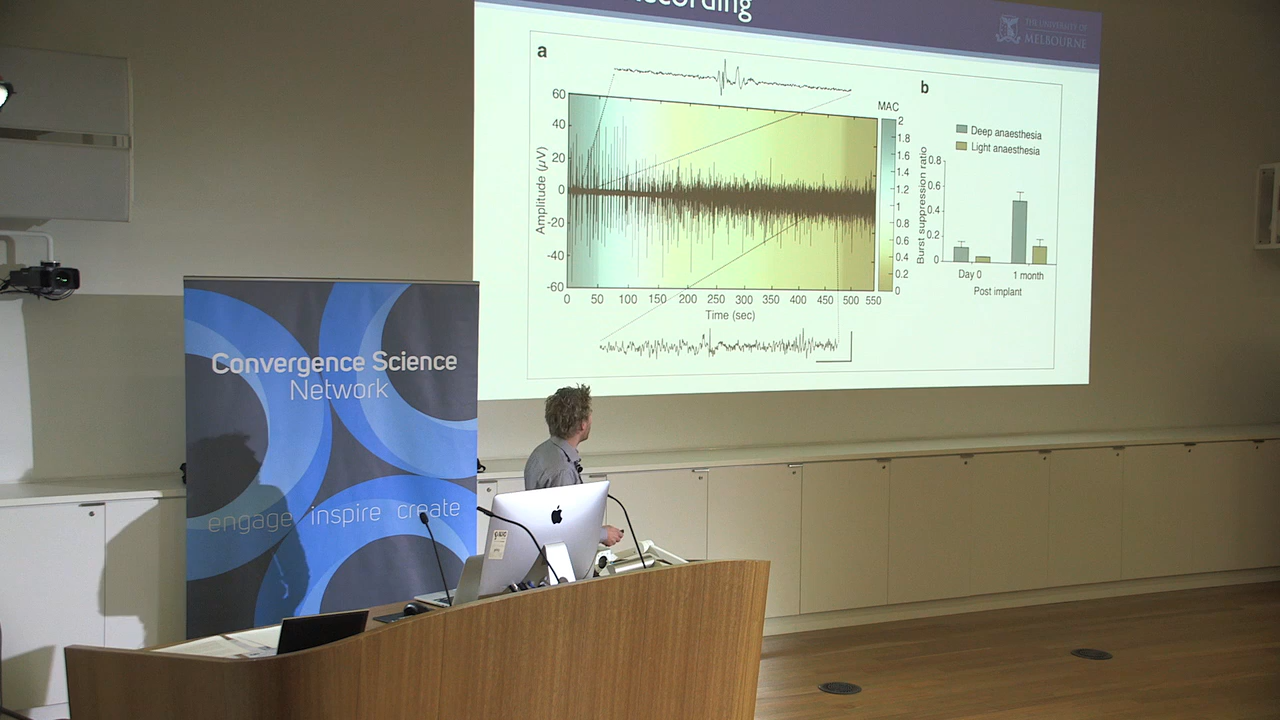 THE UNIVERSITY OF
MELBOURNE
a
b
60
40
20
0
-20
-40
-60
Amplitude (µV)
0 50 100 150 200 250 300 350 400 450 500 550
Time (sec)
MAC
2
1.8
1.6
1.4
1.2
1
0.8
0.6
0.4
0.2
0
Deep anaesthesia
Light anaesthesia
Burst suppression ratio
0.8
0.6
0.4
0.2
0
Day 0 1 month
Post implant
Convergence Science
Network
engage inspire create